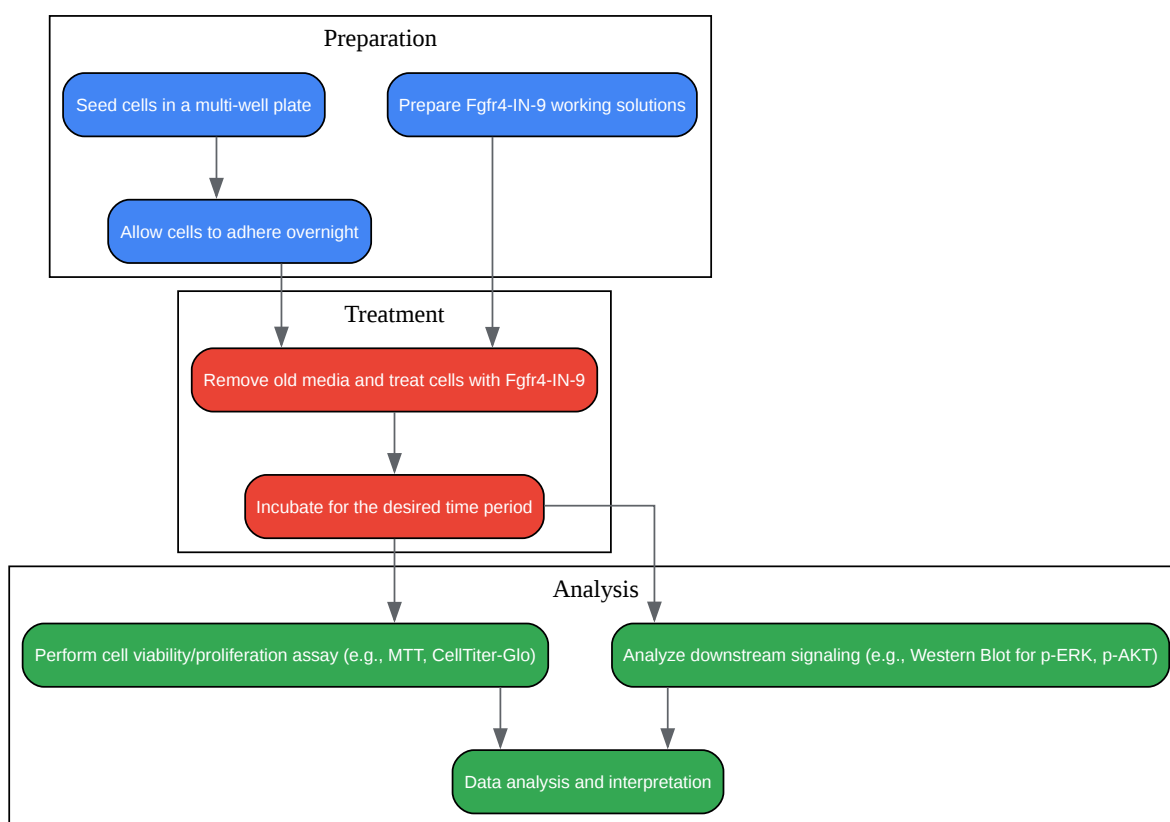 Preparation
Seed cells in a multi-well plate
Prepare Fgfr4-IN-9 working solutions
Allow cells to adhere overnight
Treatment
Remove old media and treat cells with Fgfr4-IN-9
Incubate for the desired time period
Analysis
Perform cell viability/proliferation assay (e.g., MTT, CellTiter-Glo)
Analyze downstream signaling (e.g., Western Blot for p-ERK, p-AKT)
Data analysis and interpretation